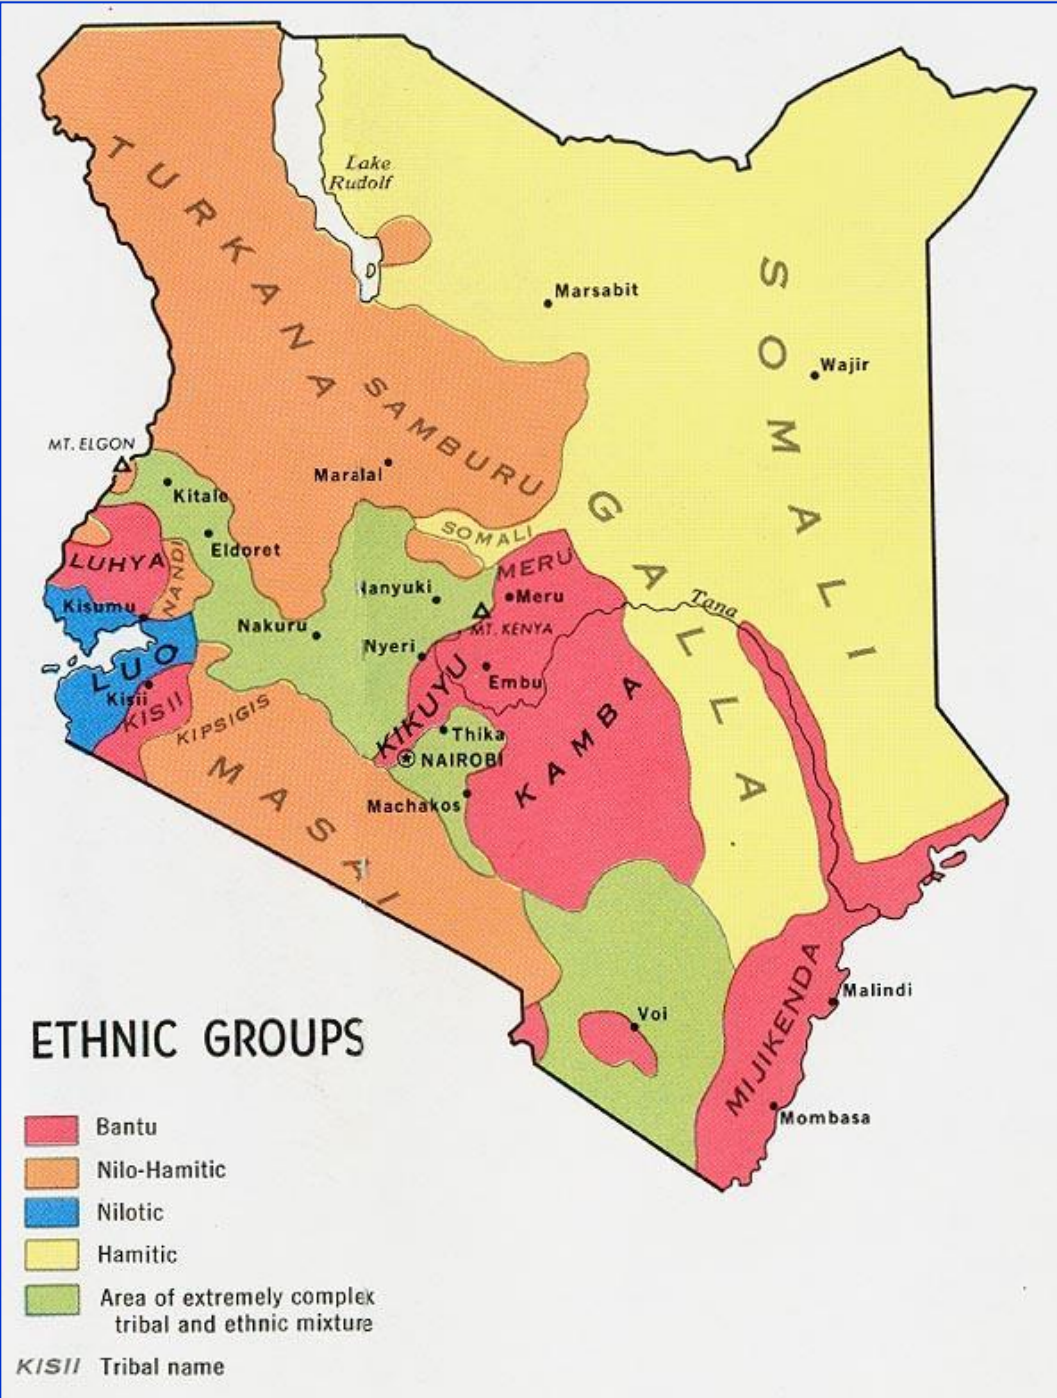 TURKANA
Lake
Rudolf
Marsabit
SOMALI
Wajir
SAMBURU
MT. ELGON
Maralal
Kitale
GALLA
Eldoret
SOMALI
LUHYA
NANDI
MERU
Nanyuki
Meru
Tana
Kisumu
Nakuru
MT. KENYA
Nyeri
LUO
KIKUYU
Embu
Kisii
KISII
KIPSIGIS
KAMBA
Thika
NAIROBI
MASAI
Machakos
MIJIKENDA
Malindi
Voi
Mombasa
ETHNIC GROUPS
Bantu
Nilo-Hamitic
Nilotic
Hamitic
Area of extremely complex
tribal and ethnic mixture
KISII Tribal name